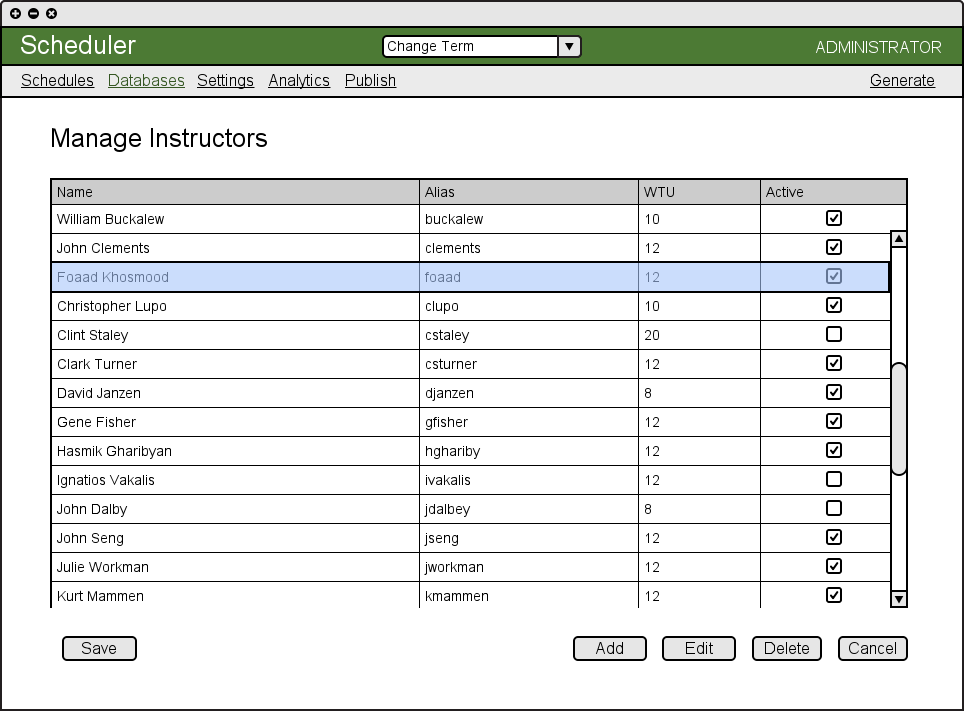 Scheduler Change Term ADMINISTRATOR
Schedules Databases Settings Analytics Publish Generate
Manage Instructors
Name Alias WTU Active
William Buckalew buckalew 10
John Clements clements 12
Foaad Khosmood foaad 12
Christopher Lupo clupo 10
Clint Staley cstaley 20
Clark Turner csturner 12
David Janzen djanzen 8
Gene Fisher gfisher 12
Hasmik Gharibyan hghariby 12
Ignatios Vakalis ivakalis 12
John Dalby jdalbey 8
John Seng jseng 12
Julie Workman jworkman 12
Kurt Mammen kmammen 12
Save Add Edit Delete Cancel